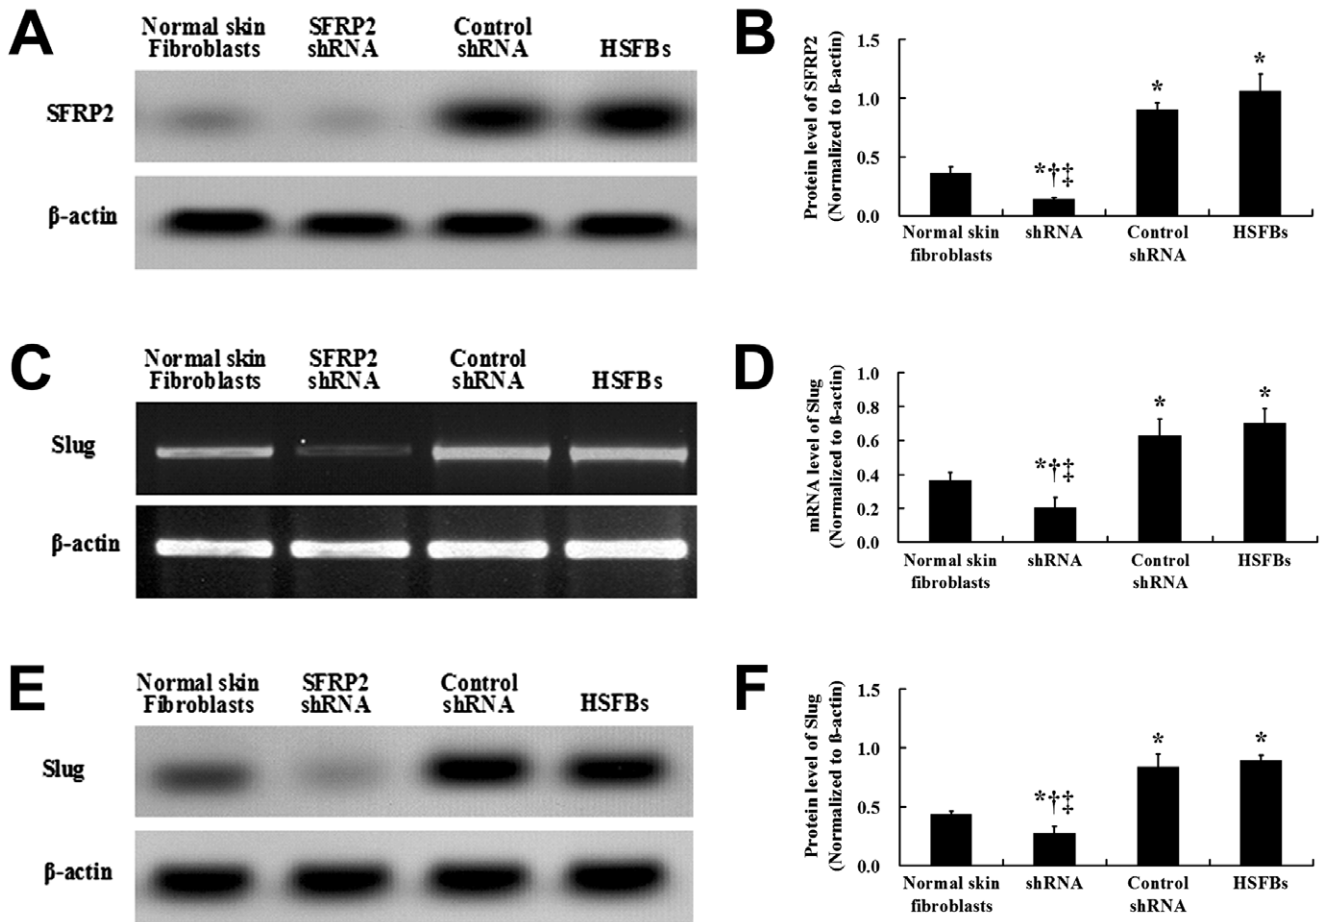 A
Normal skin
Fibroblasts
SFRP2
shRNA
Control
shRNA
HSFBs
SFRP2
β-actin
B
Protein level of SFRP2
(Normalized to ß-actin)
1.5
1.0
0.5
0.0
*
*†‡
*
*
Normal skin
fibroblasts
shRNA
Control
shRNA
HSFBs
C
Normal skin
Fibroblasts
SFRP2
shRNA
Control
shRNA
HSFBs
Slug
β-actin
D
mRNA level of Slug
(Normalized to ß-actin)
1.0
0.8
0.6
0.4
0.2
0.0
*†‡
*
*
Normal skin
fibroblasts
shRNA
Control
shRNA
HSFBs
E
Normal skin
Fibroblasts
SFRP2
shRNA
Control
shRNA
HSFBs
Slug
β-actin
F
Protein level of Slug
(Normalized to ß-actin)
1.5
1.0
0.5
0.0
*†‡
*
*
Normal skin
fibroblasts
shRNA
Control
shRNA
HSFBs